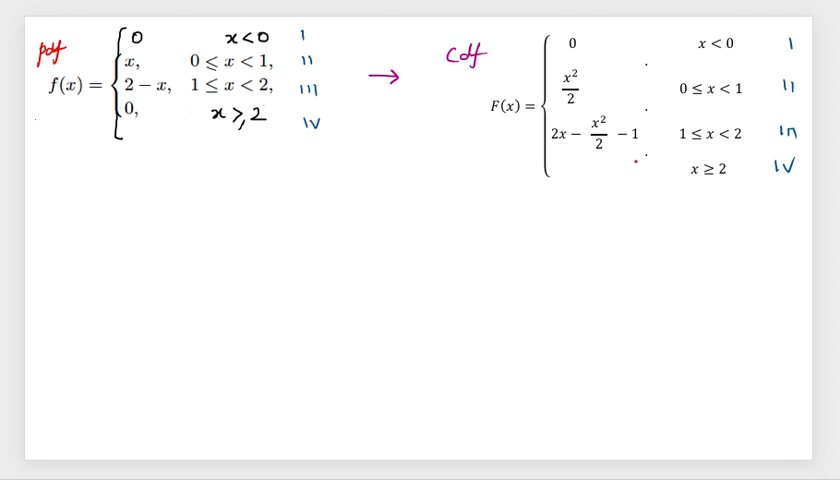 pdf
f(x) =
0 x < 0 I
x, 0 ≤ x < 1, II
2 − x, 1 ≤ x < 2, III
0, x ≥ 2 IV
→
cdf
F(x) =
0 x < 0 I
x²/2 0 ≤ x < 1 II
2x − x²/2 − 1 1 ≤ x < 2 III
x ≥ 2 IV